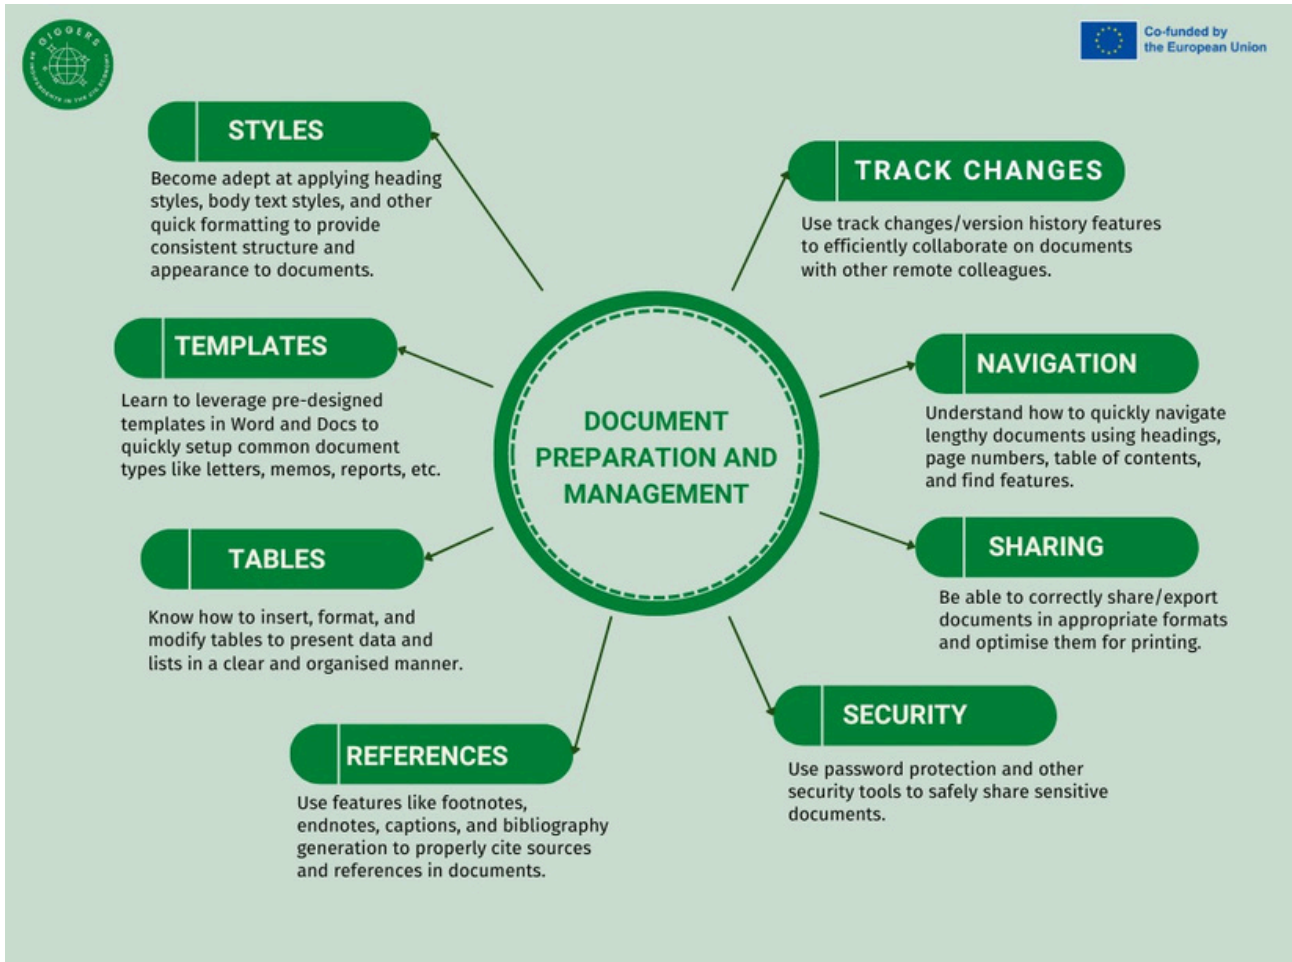 GIGGERS
BE INDEPENDENTS IN THE GIG ECONOMY
Co-funded by
the European Union
STYLES
Become adept at applying heading
styles, body text styles, and other
quick formatting to provide
consistent structure and
appearance to documents.
TEMPLATES
Learn to leverage pre-designed
templates in Word and Docs to
quickly setup common document
types like letters, memos, reports, etc.
TABLES
Know how to insert, format, and
modify tables to present data and
lists in a clear and organised manner.
REFERENCES
Use features like footnotes,
endnotes, captions, and bibliography
generation to properly cite sources
and references in documents.
DOCUMENT
PREPARATION AND
MANAGEMENT
TRACK CHANGES
Use track changes/version history features
to efficiently collaborate on documents
with other remote colleagues.
NAVIGATION
Understand how to quickly navigate
lengthy documents using headings,
page numbers, table of contents,
and find features.
SHARING
Be able to correctly share/export
documents in appropriate formats
and optimise them for printing.
SECURITY
Use password protection and other
security tools to safely share sensitive
documents.